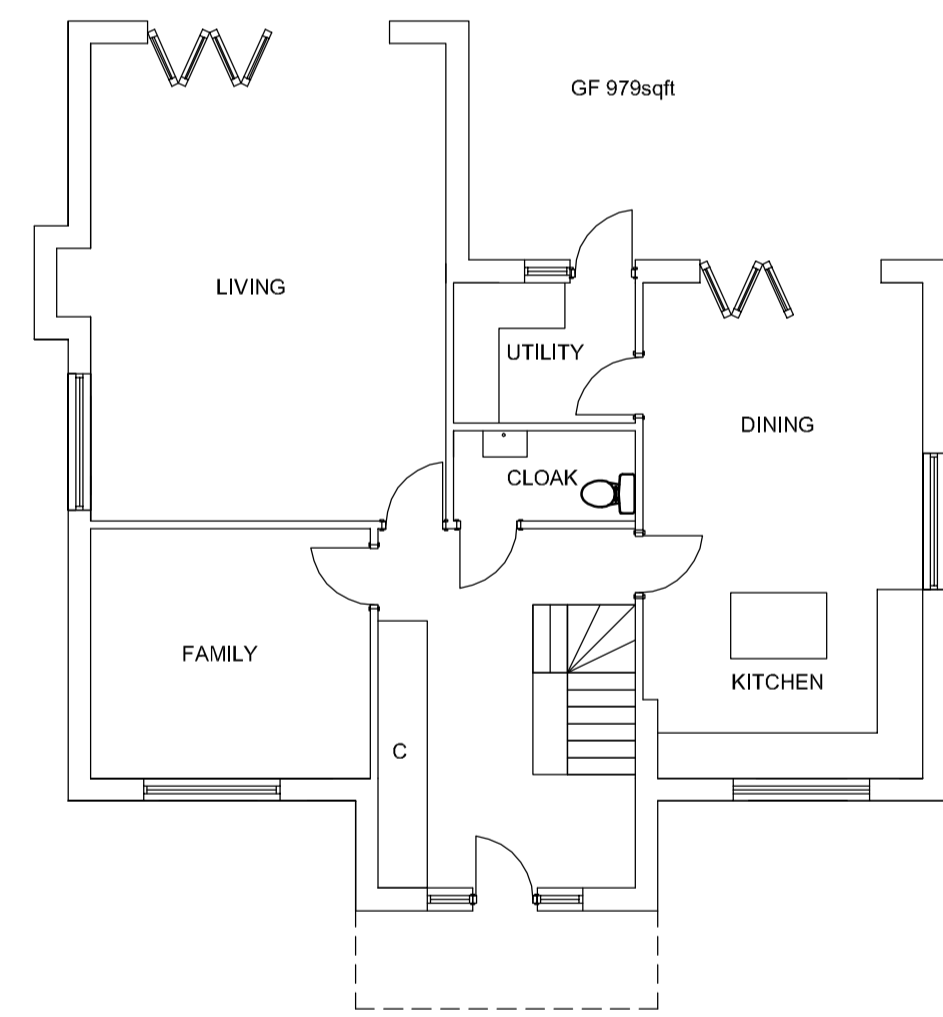 GF 979sqft
LIVING
UTILITY
DINING
CLOAK
FAMILY
KITCHEN
C